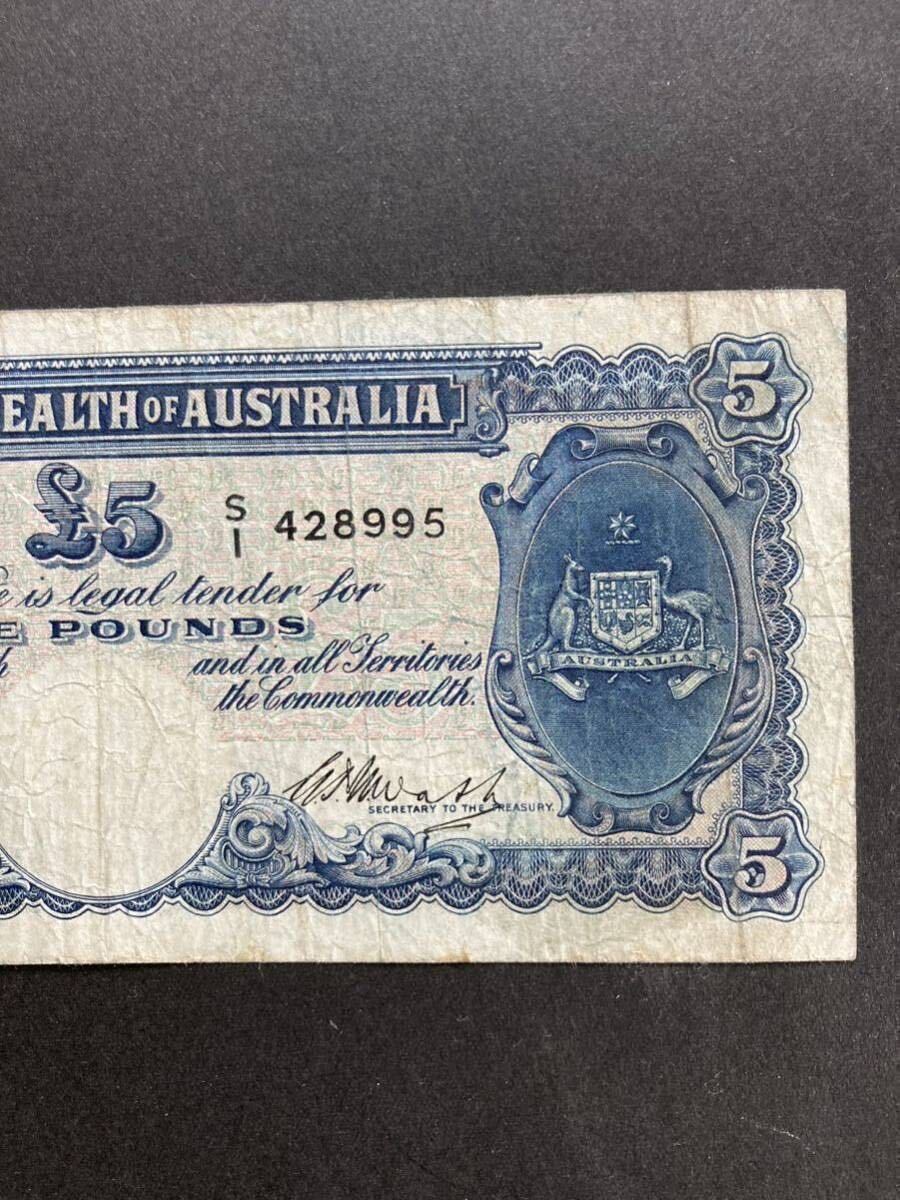 EALTH OF AUSTRALIA
5
£5
S/1 428995
is legal tender for
E POUNDS
and in all Territories
the Commonwealth.
AUSTRALIA
SECRETARY TO THE TREASURY.
5